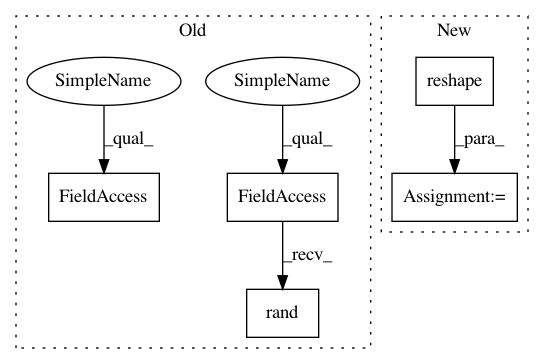 Old
New
SimpleName
SimpleName
reshape
_qual_
_qual_
_para_
FieldAccess
FieldAccess
Assignment:=
_recv_
rand